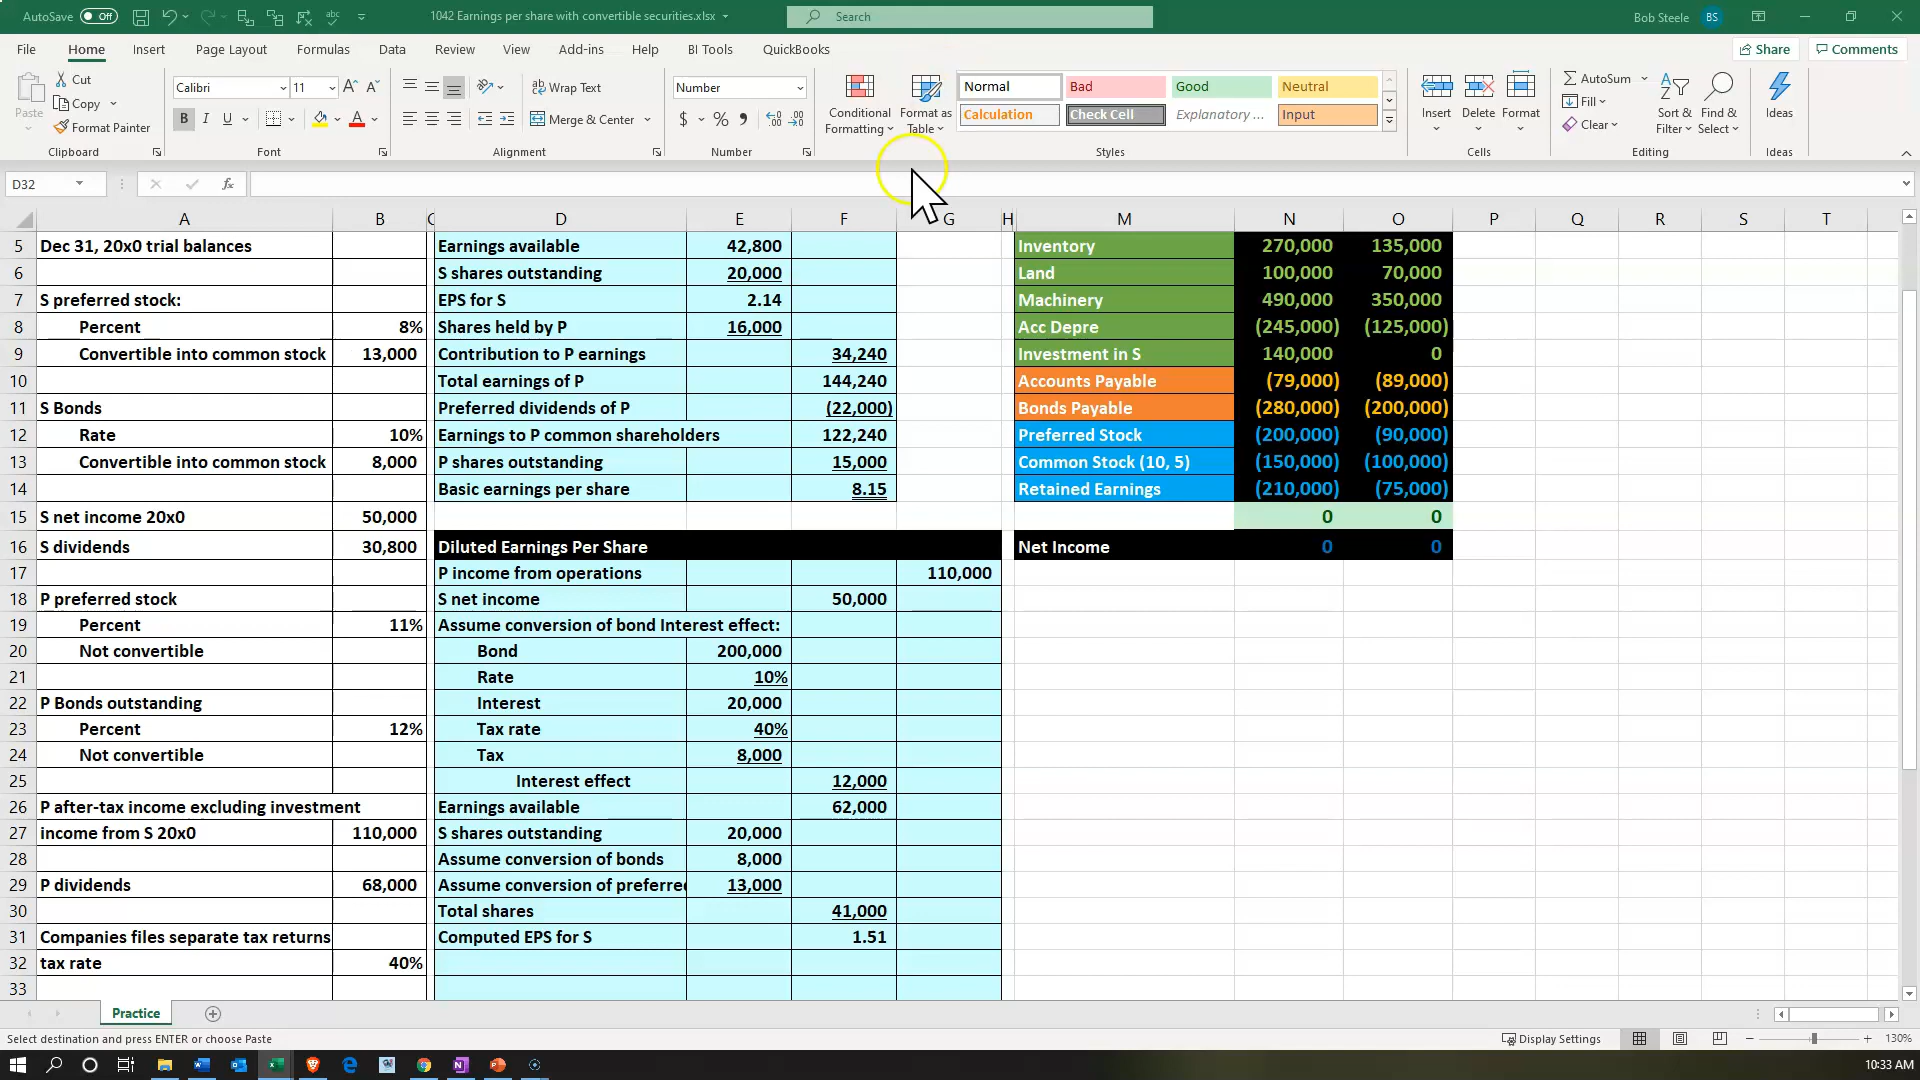 AutoSave Off 1042 Earnings per share with convertible securities.xlsx Search Bob Steele BS
File Home Insert Page Layout Formulas Data Review View Add-ins Help BI Tools QuickBooks Share Comments
Paste Cut Copy Format Painter Clipboard
Calibri 11 B I U Font
Wrap Text Merge & Center Alignment
Number $ % Number
Conditional Formatting Format as Table Normal Bad Good Neutral Calculation Check Cell Explanatory ... Input Styles
Insert Delete Format Cells
AutoSum Fill Clear Sort & Filter Find & Select Editing
Ideas Ideas
D32 fx
A B C D E F G H M N O P Q R S T
5 Dec 31, 20x0 trial balances Earnings available 42,800 Inventory 270,000 135,000
6 S shares outstanding 20,000 Land 100,000 70,000
7 S preferred stock: EPS for S 2.14 Machinery 490,000 350,000
8 Percent 8% Shares held by P 16,000 Acc Depre (245,000) (125,000)
9 Convertible into common stock 13,000 Contribution to P earnings 34,240 Investment in S 140,000 0
10 Total earnings of P 144,240 Accounts Payable (79,000) (89,000)
11 S Bonds Preferred dividends of P (22,000) Bonds Payable (280,000) (200,000)
12 Rate 10% Earnings to P common shareholders 122,240 Preferred Stock (200,000) (90,000)
13 Convertible into common stock 8,000 P shares outstanding 15,000 Common Stock (10, 5) (150,000) (100,000)
14 Basic earnings per share 8.15 Retained Earnings (210,000) (75,000)
15 S net income 20x0 50,000 0 0
16 S dividends 30,800 Diluted Earnings Per Share Net Income 0 0
17 P income from operations 110,000
18 P preferred stock S net income 50,000
19 Percent 11% Assume conversion of bond Interest effect:
20 Not convertible Bond 200,000
21 Rate 10%
22 P Bonds outstanding Interest 20,000
23 Percent 12% Tax rate 40%
24 Not convertible Tax 8,000
25 Interest effect 12,000
26 P after-tax income excluding investment Earnings available 62,000
27 income from S 20x0 110,000 S shares outstanding 20,000
28 Assume conversion of bonds 8,000
29 P dividends 68,000 Assume conversion of preferre 13,000
30 Total shares 41,000
31 Companies files separate tax returns Computed EPS for S 1.51
32 tax rate 40%
33
Practice
Select destination and press ENTER or choose Paste Display Settings 130%
10:33 AM